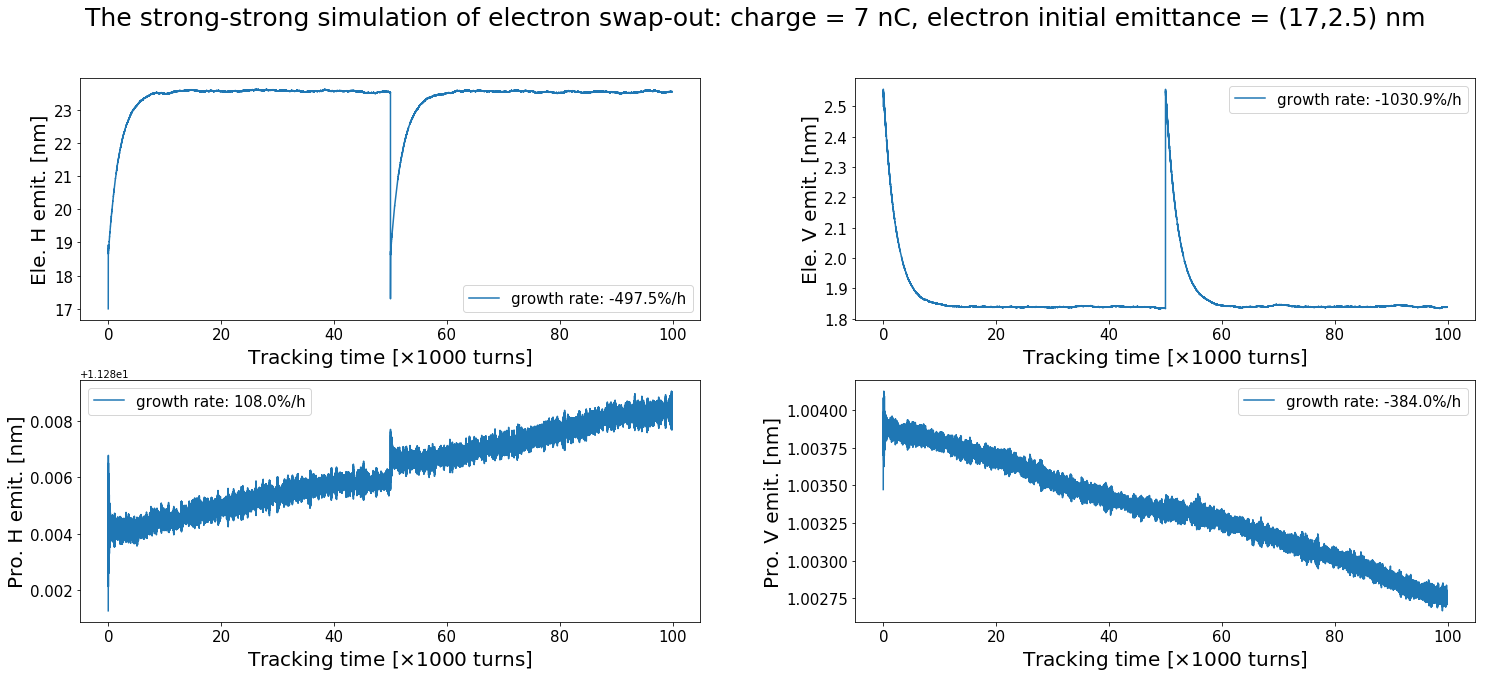 The strong-strong simulation of electron swap-out: charge = 7 nC, electron initial emittance = (17,2.5) nm
Ele. H emit. [nm]
23
22
21
20
19
18
17
growth rate: -497.5%/h
0 20 40 60 80 100
Tracking time [×1000 turns]
Ele. V emit. [nm]
2.5
2.4
2.3
2.2
2.1
2.0
1.9
1.8
growth rate: -1030.9%/h
0 20 40 60 80 100
Tracking time [×1000 turns]
+1.128e1
Pro. H emit. [nm]
0.008
0.006
0.004
0.002
growth rate: 108.0%/h
0 20 40 60 80 100
Tracking time [×1000 turns]
Pro. V emit. [nm]
1.00400
1.00375
1.00350
1.00325
1.00300
1.00275
growth rate: -384.0%/h
0 20 40 60 80 100
Tracking time [×1000 turns]